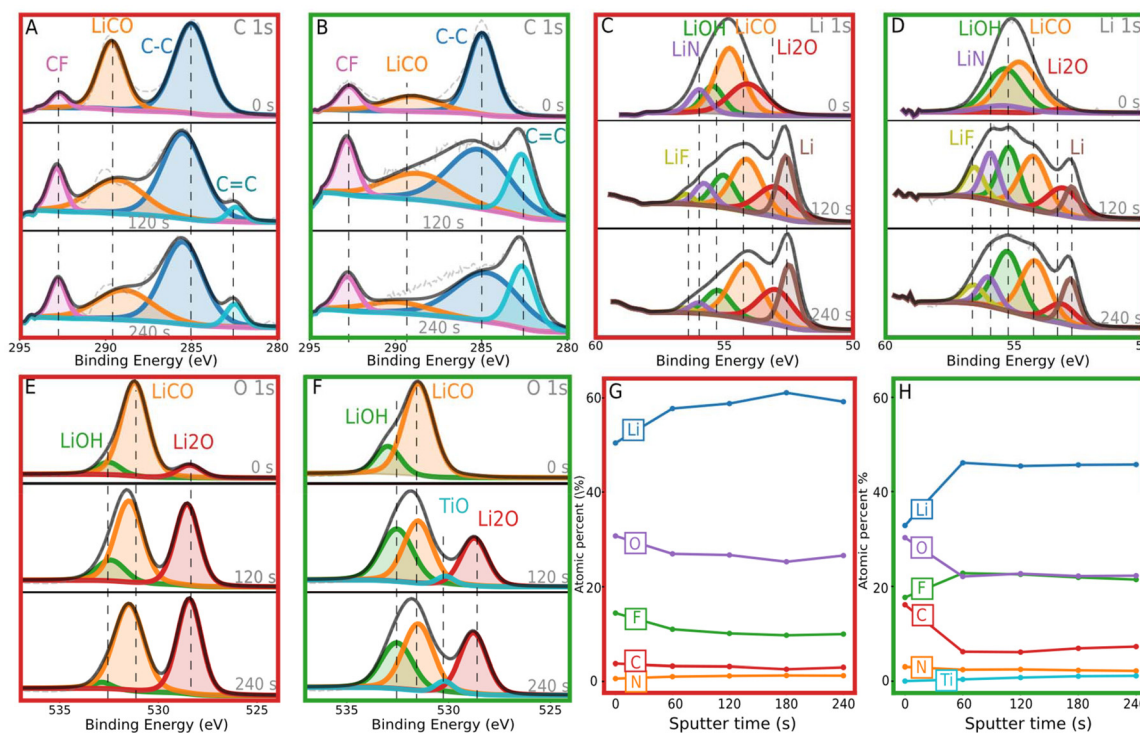 A
LiCO
C-C
C 1s
CF
0 s
C=C
120 s
240 s
295 290 285 280
Binding Energy (eV)
B
C 1s
CF
LiCO
C-C
0 s
C=C
120 s
240 s
295 290 285 280
Binding Energy (eV)
C
LiOH
LiCO
Li 1s
LiN
Li2O
0 s
LiF
Li
120 s
240 s
60 55 50
Binding Energy (eV)
D
LiOH
LiCO
Li 1s
LiN
Li2O
0 s
LiF
Li
120 s
240 s
60 55
Binding Energy (eV)
E
LiCO
O 1s
LiOH
Li2O
0 s
120 s
240 s
535 530 525
Binding Energy (eV)
F
LiCO
O 1s
LiOH
0 s
TiO
Li2O
120 s
240 s
535 530 525
Binding Energy (eV)
G
Atomic percent (\%)
60
40
20
0
Li
O
F
C
N
0 60 120 180 240
Sputter time (s)
H
Atomic percent %
60
40
20
0
Li
O
F
C
N
Ti
0 60 120 180 240
Sputter time (s)